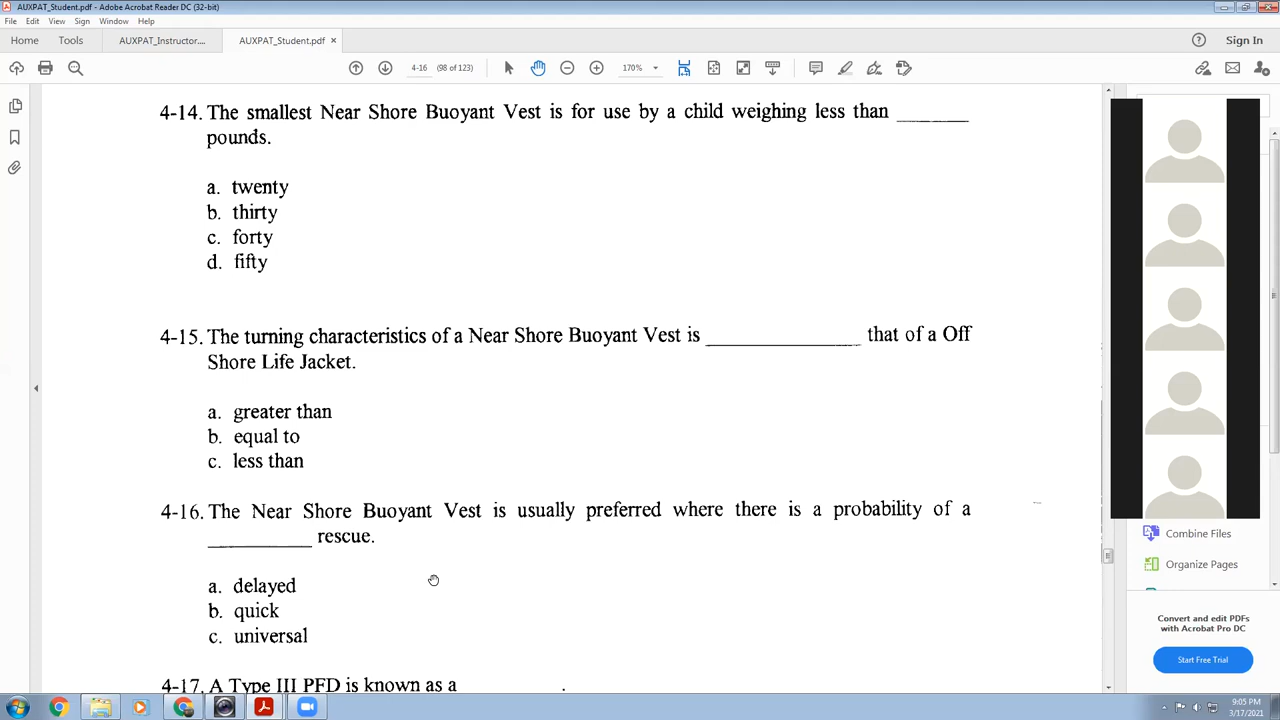 AUXPAT_Student.pdf - Adobe Acrobat Reader DC (32-bit)
File Edit View Sign Window Help
Home Tools AUXPAT_Instructor.... AUXPAT_Student.pdf × Sign In
4-16 (98 of 123) 170%
4-14. The smallest Near Shore Buoyant Vest is for use by a child weighing less than ______
pounds.
a. twenty
b. thirty
c. forty
d. fifty
4-15. The turning characteristics of a Near Shore Buoyant Vest is ____________ that of a Off
Shore Life Jacket.
a. greater than
b. equal to
c. less than
4-16. The Near Shore Buoyant Vest is usually preferred where there is a probability of a
_________ rescue.
a. delayed
b. quick
c. universal
4-17. A Type III PFD is known as a .
Combine Files
Organize Pages
Convert and edit PDFs
with Acrobat Pro DC
Start Free Trial
9:05 PM
3/17/2021